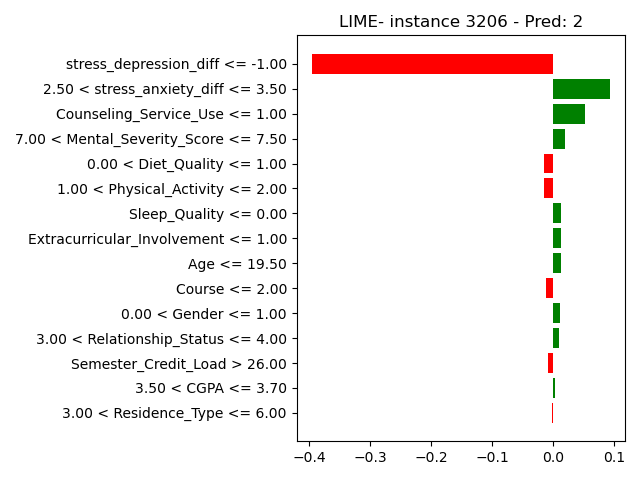 LIME- instance 3206 - Pred: 2
stress_depression_diff <= -1.00
2.50 < stress_anxiety_diff <= 3.50
Counseling_Service_Use <= 1.00
7.00 < Mental_Severity_Score <= 7.50
0.00 < Diet_Quality <= 1.00
1.00 < Physical_Activity <= 2.00
Sleep_Quality <= 0.00
Extracurricular_Involvement <= 1.00
Age <= 19.50
Course <= 2.00
0.00 < Gender <= 1.00
3.00 < Relationship_Status <= 4.00
Semester_Credit_Load > 26.00
3.50 < CGPA <= 3.70
3.00 < Residence_Type <= 6.00
−0.4 −0.3 −0.2 −0.1 0.0 0.1